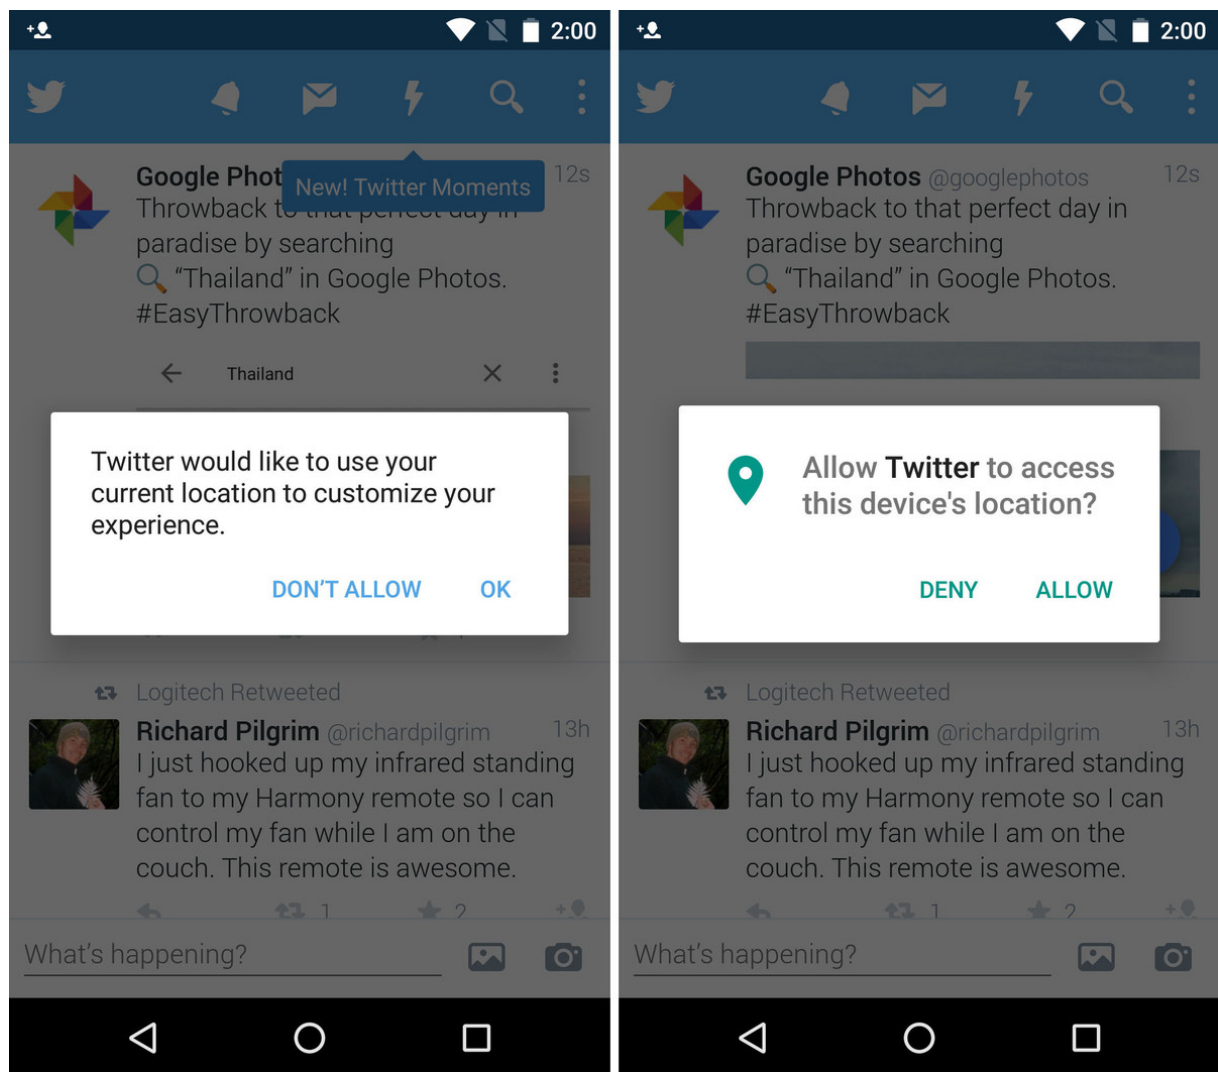 2:00
New! Twitter Moments
Google Phot
12s
Throwback to that perfect day in
paradise by searching
“Thailand” in Google Photos.
#EasyThrowback
Thailand
Twitter would like to use your
current location to customize your
experience.
DON’T ALLOW OK
Logitech Retweeted
Richard Pilgrim @richardpilgrim 13h
I just hooked up my infrared standing
fan to my Harmony remote so I can
control my fan while I am on the
couch. This remote is awesome.
1 2
What’s happening?
2:00
Google Photos @googlephotos 12s
Throwback to that perfect day in
paradise by searching
“Thailand” in Google Photos.
#EasyThrowback
Allow Twitter to access
this device's location?
DENY ALLOW
Logitech Retweeted
Richard Pilgrim @richardpilgrim 13h
I just hooked up my infrared standing
fan to my Harmony remote so I can
control my fan while I am on the
couch. This remote is awesome.
1 2
What’s happening?